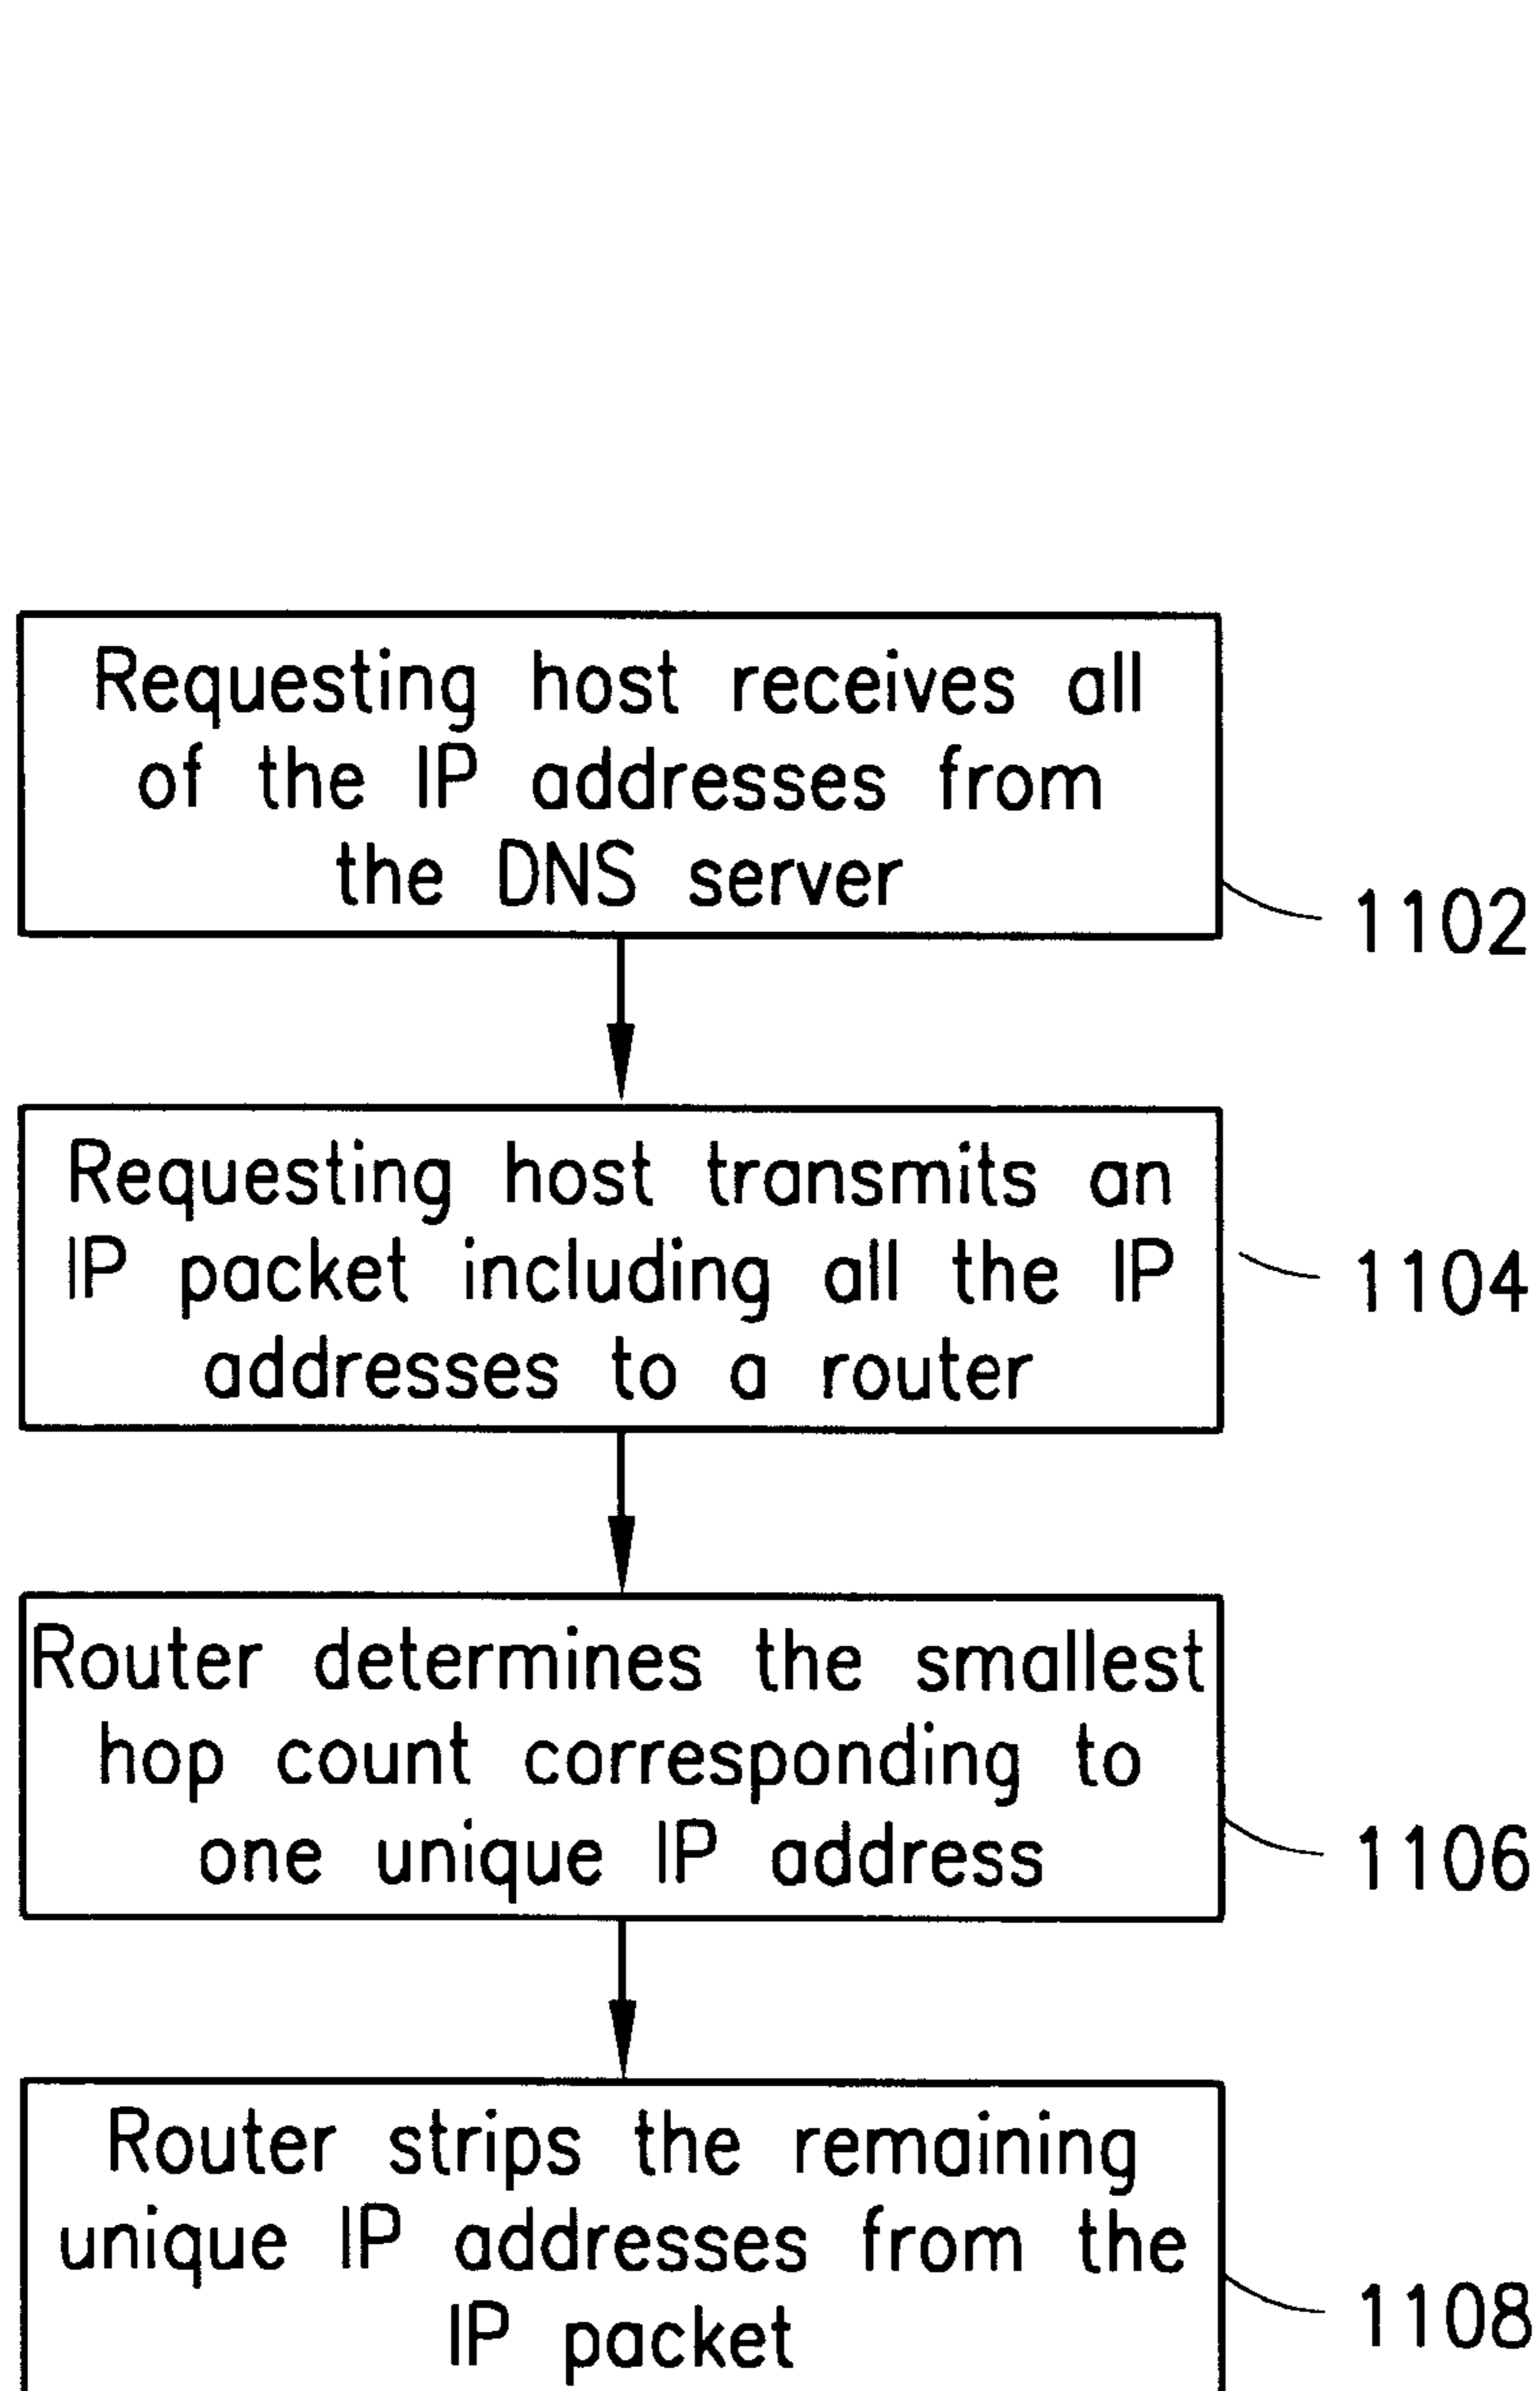 Requesting host receives all
of the IP addresses from
the DNS server
1102
Requesting host transmits an
IP packet including all the IP
addresses to a router
1104
Router determines the smallest
hop count corresponding to
one unique IP address
1106
Router strips the remaining
unique IP addresses from the
IP packet
1108